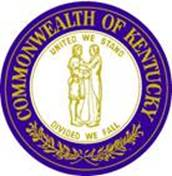 COMMONWEALTH OF KENTUCKY
UNITED WE STAND
DIVIDED WE FALL